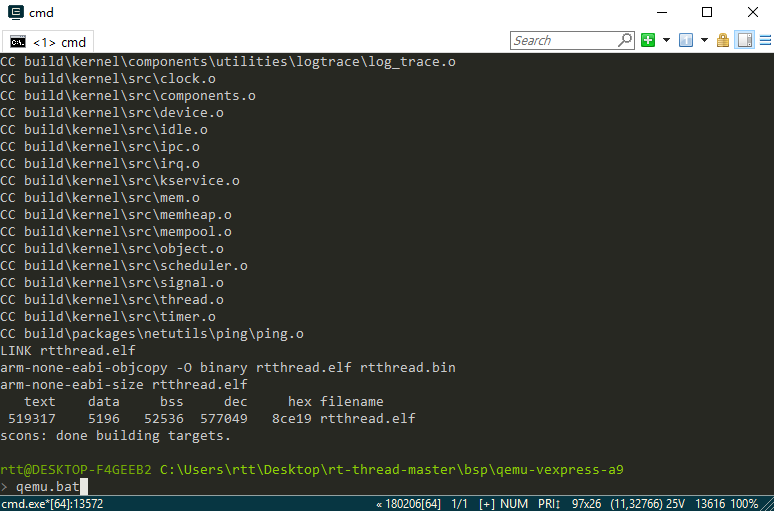 cmd
<1> cmd
Search
CC build\kernel\components\utilities\logtrace\log_trace.o
CC build\kernel\src\clock.o
CC build\kernel\src\components.o
CC build\kernel\src\device.o
CC build\kernel\src\idle.o
CC build\kernel\src\ipc.o
CC build\kernel\src\irq.o
CC build\kernel\src\kservice.o
CC build\kernel\src\mem.o
CC build\kernel\src\memheap.o
CC build\kernel\src\mempool.o
CC build\kernel\src\object.o
CC build\kernel\src\scheduler.o
CC build\kernel\src\signal.o
CC build\kernel\src\thread.o
CC build\kernel\src\timer.o
CC build\packages\netutils\ping\ping.o
LINK rtthread.elf
arm-none-eabi-objcopy -O binary rtthread.elf rtthread.bin
arm-none-eabi-size rtthread.elf
text data bss dec hex filename
519317 5196 52536 577049 8ce19 rtthread.elf
scons: done building targets.
rtt@DESKTOP-F4GEEB2 C:\Users\rtt\Desktop\rt-thread-master\bsp\qemu-vexpress-a9
> qemu.bat
cmd.exe*[64]:13572 « 180206[64] 1/1 [+] NUM PRI↕ 97x26 (11,32766) 25V 13616 100%